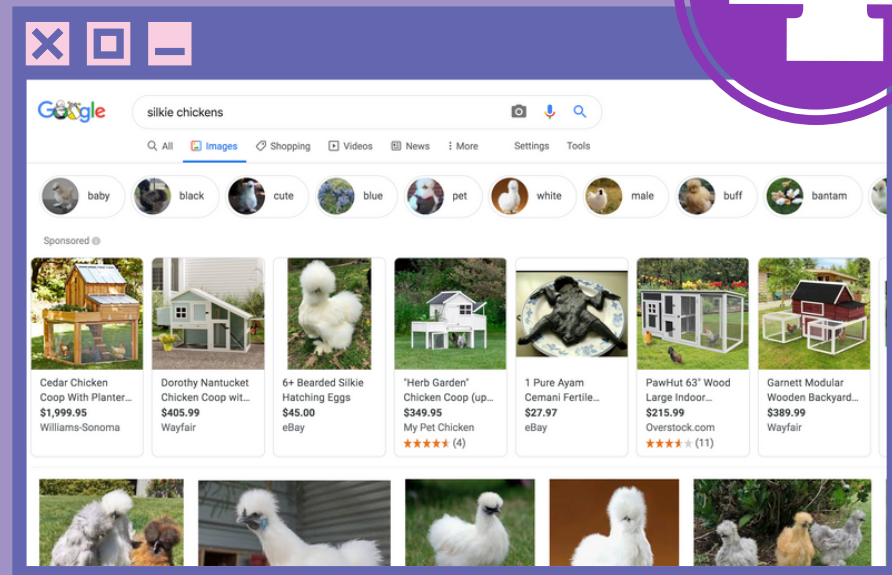 Google
silkie chickens
All Images Shopping Videos News More Settings Tools
baby black cute blue pet white male buff bantam
Sponsored
Cedar Chicken
Coop With Planter...
$1,999.95
Williams-Sonoma
Dorothy Nantucket
Chicken Coop wit...
$405.99
Wayfair
6+ Bearded Silkie
Hatching Eggs
$45.00
eBay
"Herb Garden"
Chicken Coop (up...
$349.95
My Pet Chicken
(4)
1 Pure Ayam
Cemani Fertile...
$27.97
eBay
PawHut 63" Wood
Large Indoor...
$215.99
Overstock.com
(11)
Garnett Modular
Wooden Backyard...
$389.99
Wayfair